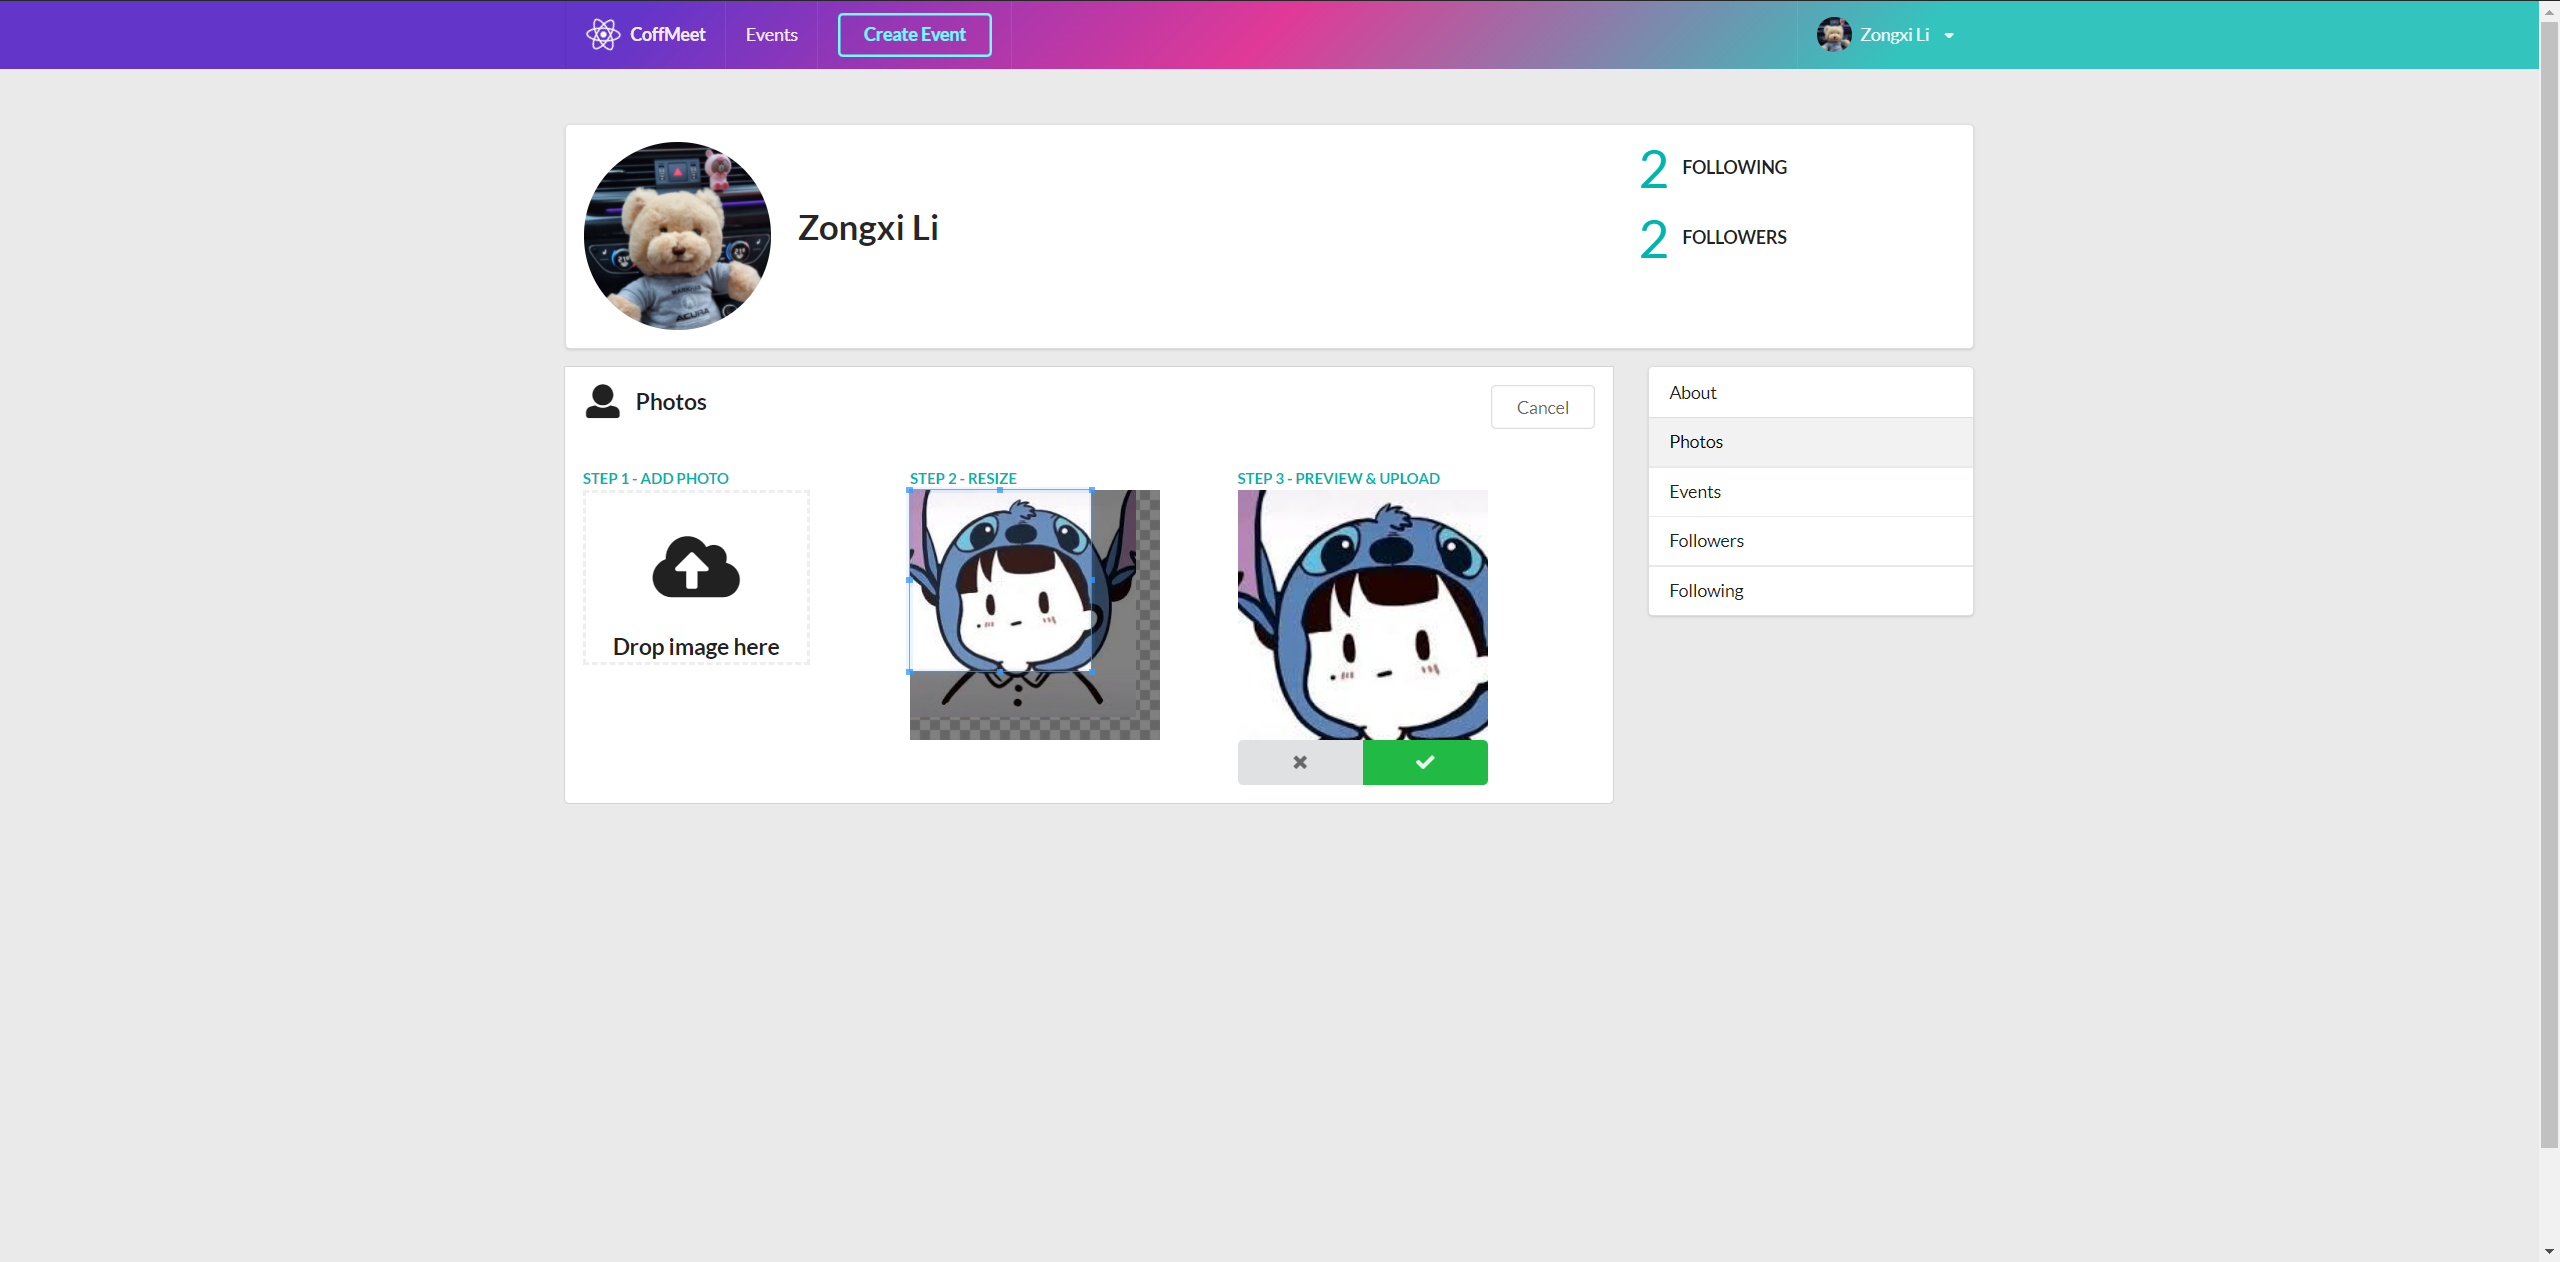 CoffMeet
Events
Create Event
Zongxi Li
Zongxi Li
2 FOLLOWING
2 FOLLOWERS
ACURA
Photos
Cancel
STEP 1 - ADD PHOTO
Drop image here
STEP 2 - RESIZE
STEP 3 - PREVIEW & UPLOAD
About
Photos
Events
Followers
Following